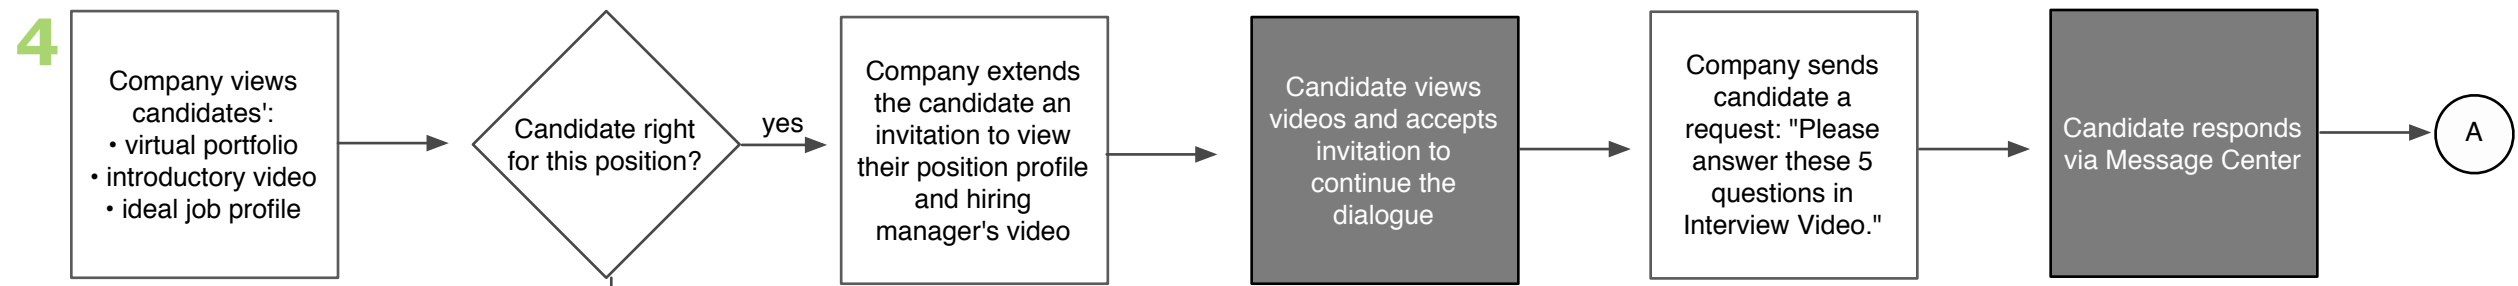 4
Company views
candidates':
• virtual portfolio
• introductory video
• ideal job profile
Candidate right
for this position?
yes
Company extends
the candidate an
invitation to view
their position profile
and hiring
manager's video
Candidate views
videos and accepts
invitation to
continue the
dialogue
Company sends
candidate a
request: "Please
answer these 5
questions in
Interview Video."
Candidate responds
via Message Center
A